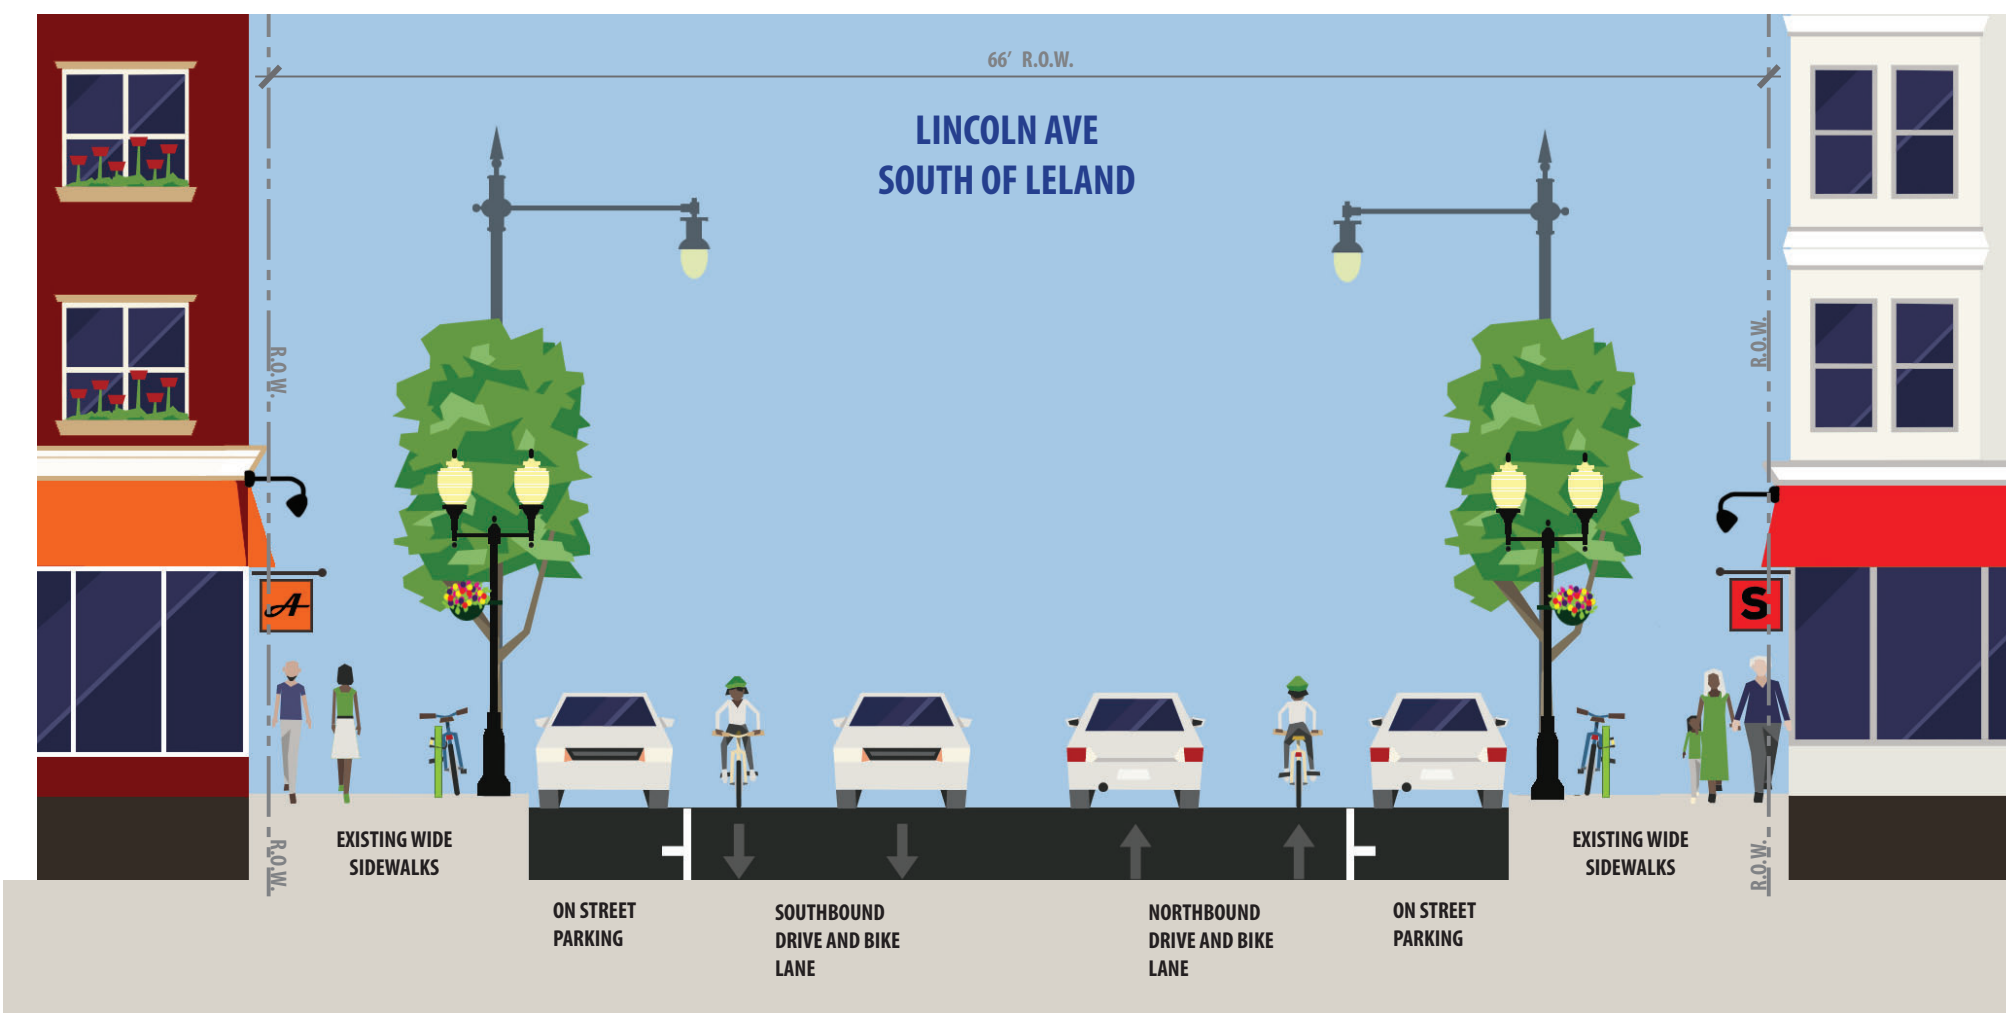 66' R.O.W.
LINCOLN AVE
SOUTH OF LELAND
R.O.W.
R.O.W.
A
S
EXISTING WIDE
SIDEWALKS
EXISTING WIDE
SIDEWALKS
R.O.W.
R.O.W.
ON STREET
PARKING
SOUTHBOUND
DRIVE AND BIKE
LANE
NORTHBOUND
DRIVE AND BIKE
LANE
ON STREET
PARKING